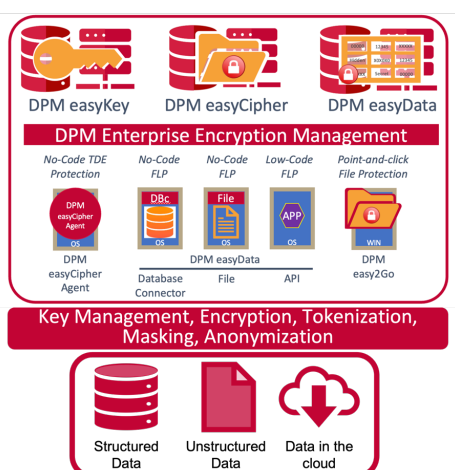 DPM easyKey
DPM easyCipher
DPM easyData
DPM Enterprise Encryption Management
No-Code TDE
Protection
No-Code
FLP
No-Code
FLP
Low-Code
FLP
Point-and-click
File Protection
DPM
easyCipher
Agent
OS
DBc
OS
File
OS
APP
OS
WIN
DPM
easyCipher
Agent
DPM easyData
Database
Connector
File
API
DPM
easy2Go
Key Management, Encryption, Tokenization,
Masking, Anonymization
Structured
Data
Unstructured
Data
Data in the
cloud